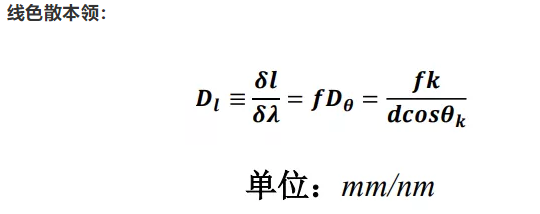 线色散本领：
D_l ≡ δl/δλ = fD_θ = fk/dcosθ_k
单位：mm/nm